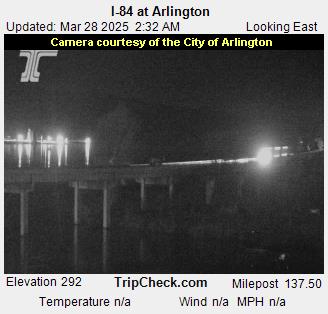 I-84 at Arlington
Updated: Mar 28 2025 2:32 AM Looking East
Camera courtesy of the City of Arlington
Elevation 292 TripCheck.com Milepost 137.50
Temperature n/a Wind n/a MPH n/a